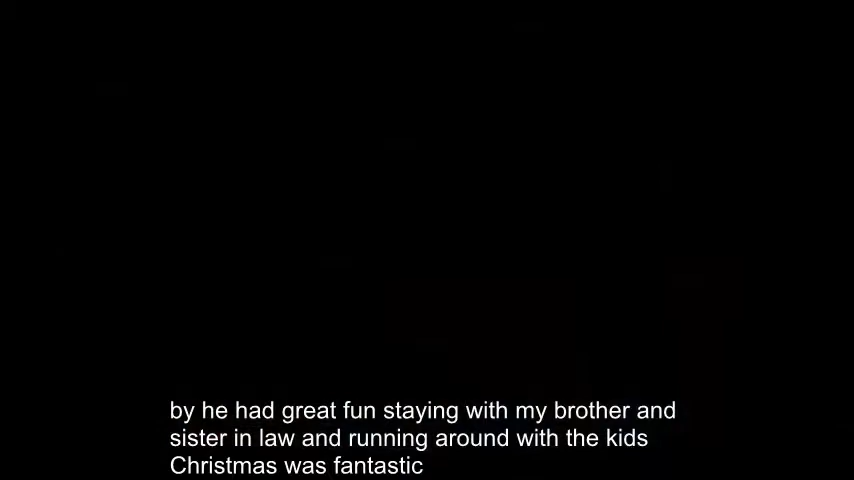 by he had great fun staying with my brother and
sister in law and running around with the kids
Christmas was fantastic